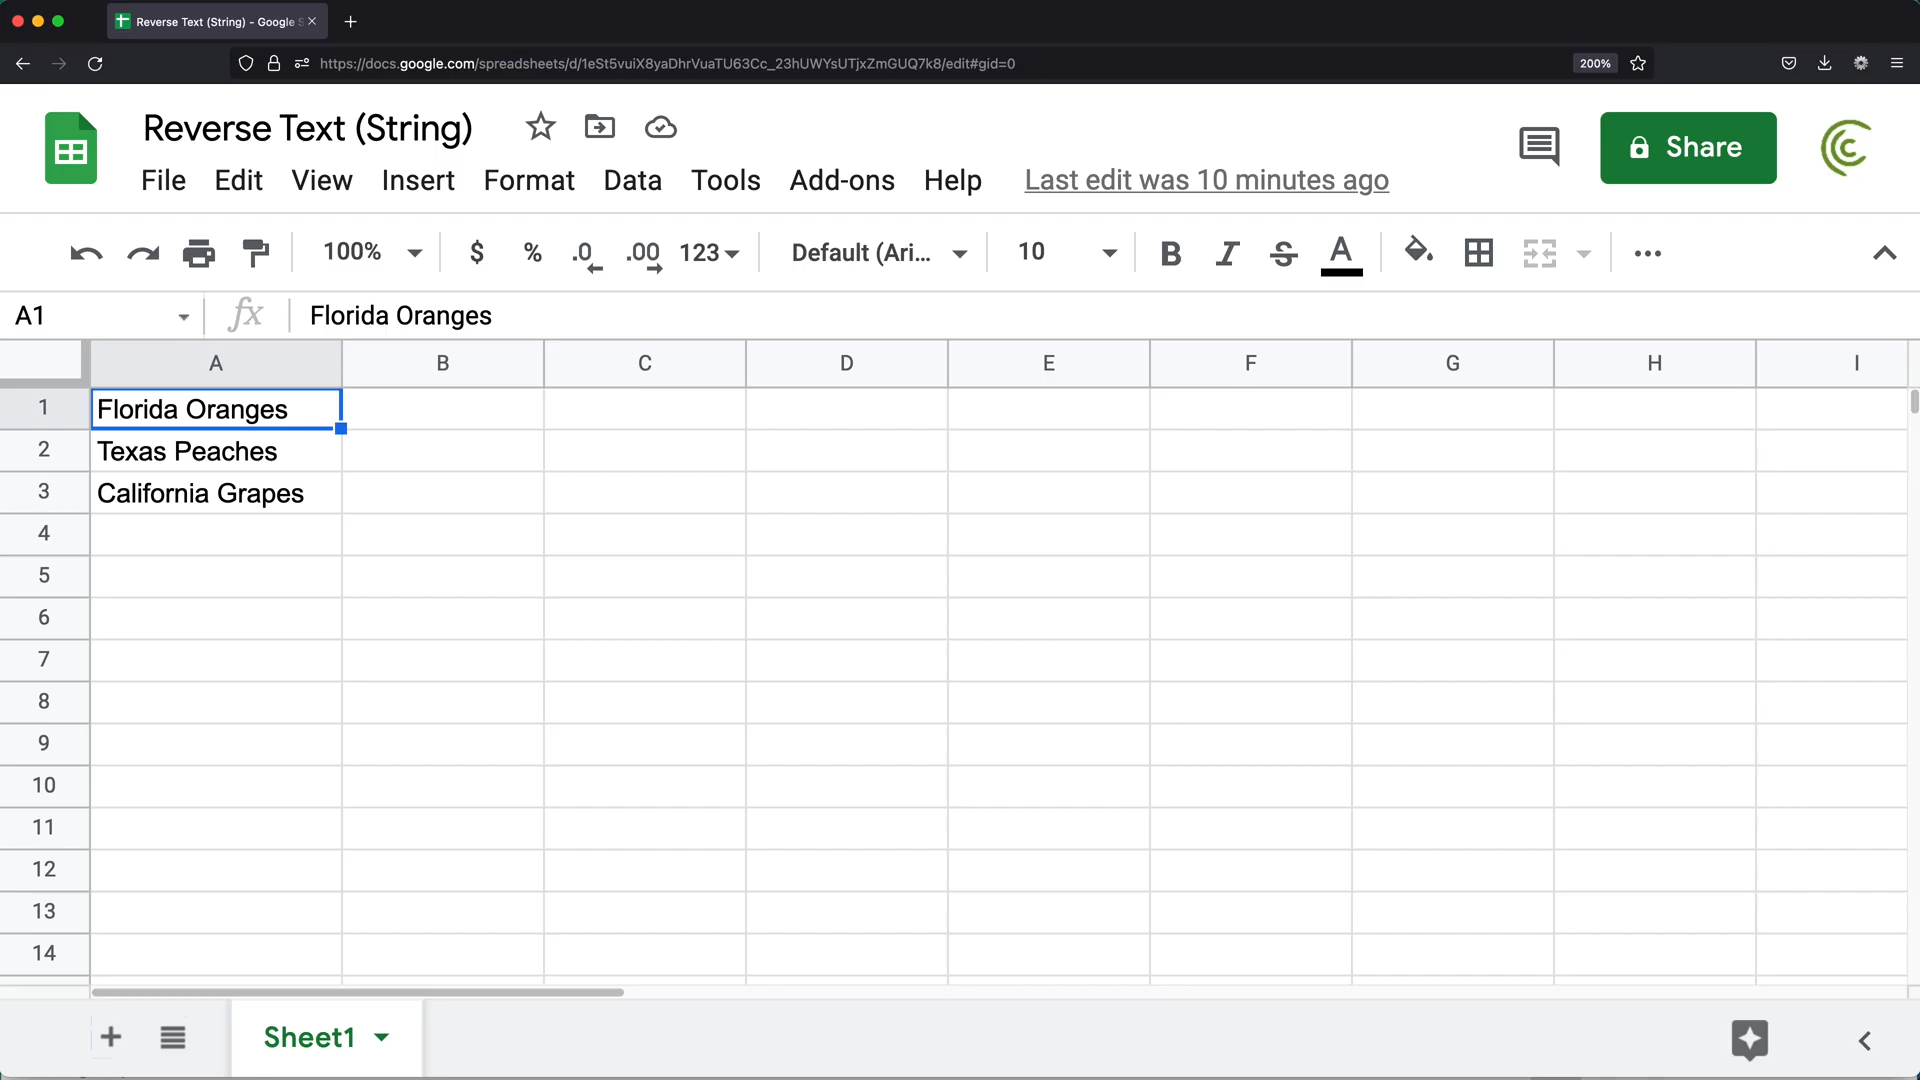 Reverse Text (String) - Google S
https://docs.google.com/spreadsheets/d/1eSt5vuiX8yaDhrVuaTU63Cc_23hUWYsUTjxZmGUQ7k8/edit#gid=0 200%
Reverse Text (String)
Share
File Edit View Insert Format Data Tools Add-ons Help Last edit was 10 minutes ago
100% $ % .0 .00 123 Default (Ari... 10 B I S A
A1 fx Florida Oranges
A B C D E F G H I
1 Florida Oranges
2 Texas Peaches
3 California Grapes
4
5
6
7
8
9
10
11
12
13
14
Sheet1